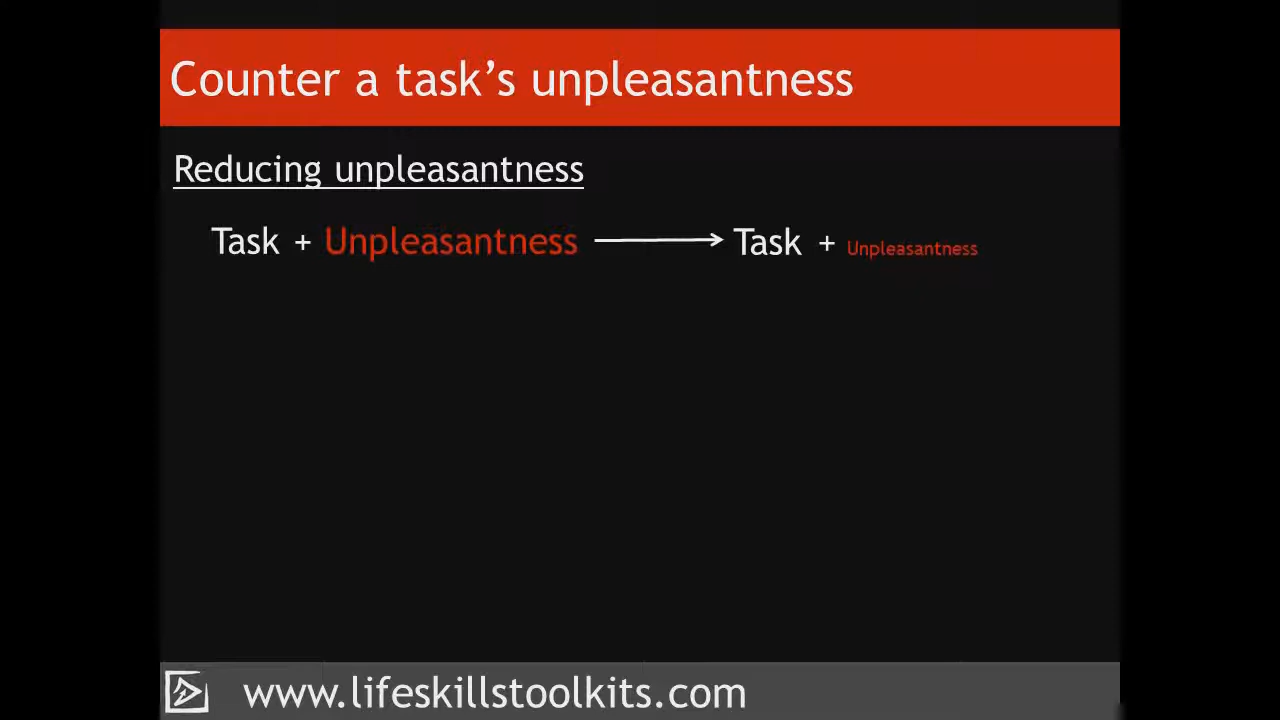 Counter a task’s unpleasantness
Reducing unpleasantness
Task + Unpleasantness Task + Unpleasantness
www.lifeskillstoolkits.com